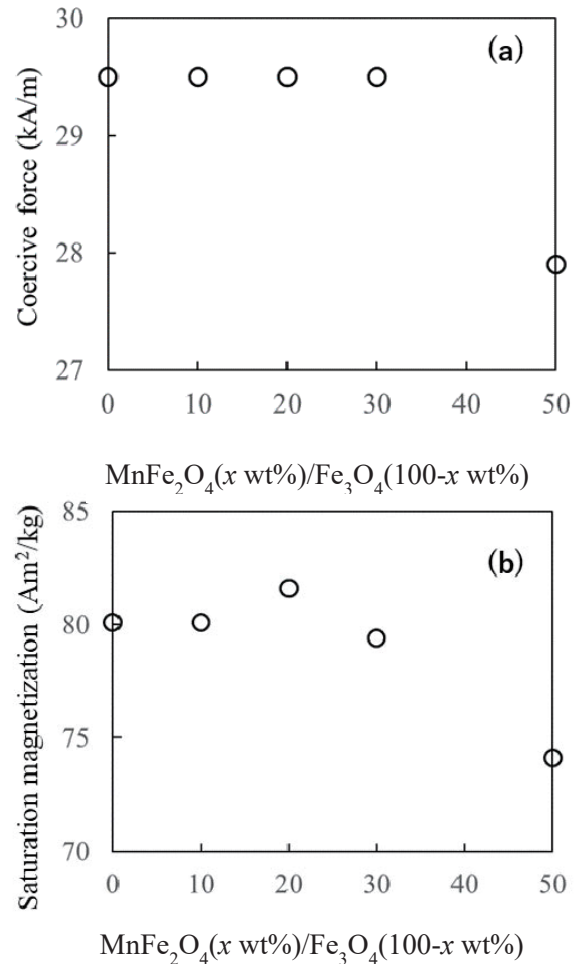 30
(a)
29
28
27
Coercive force (kA/m)
0 10 20 30 40 50
MnFe₂O₄(x wt%)/Fe₃O₄(100-x wt%)
85
(b)
80
75
70
Saturation magnetization (Am²/kg)
0 10 20 30 40 50
MnFe₂O₄(x wt%)/Fe₃O₄(100-x wt%)